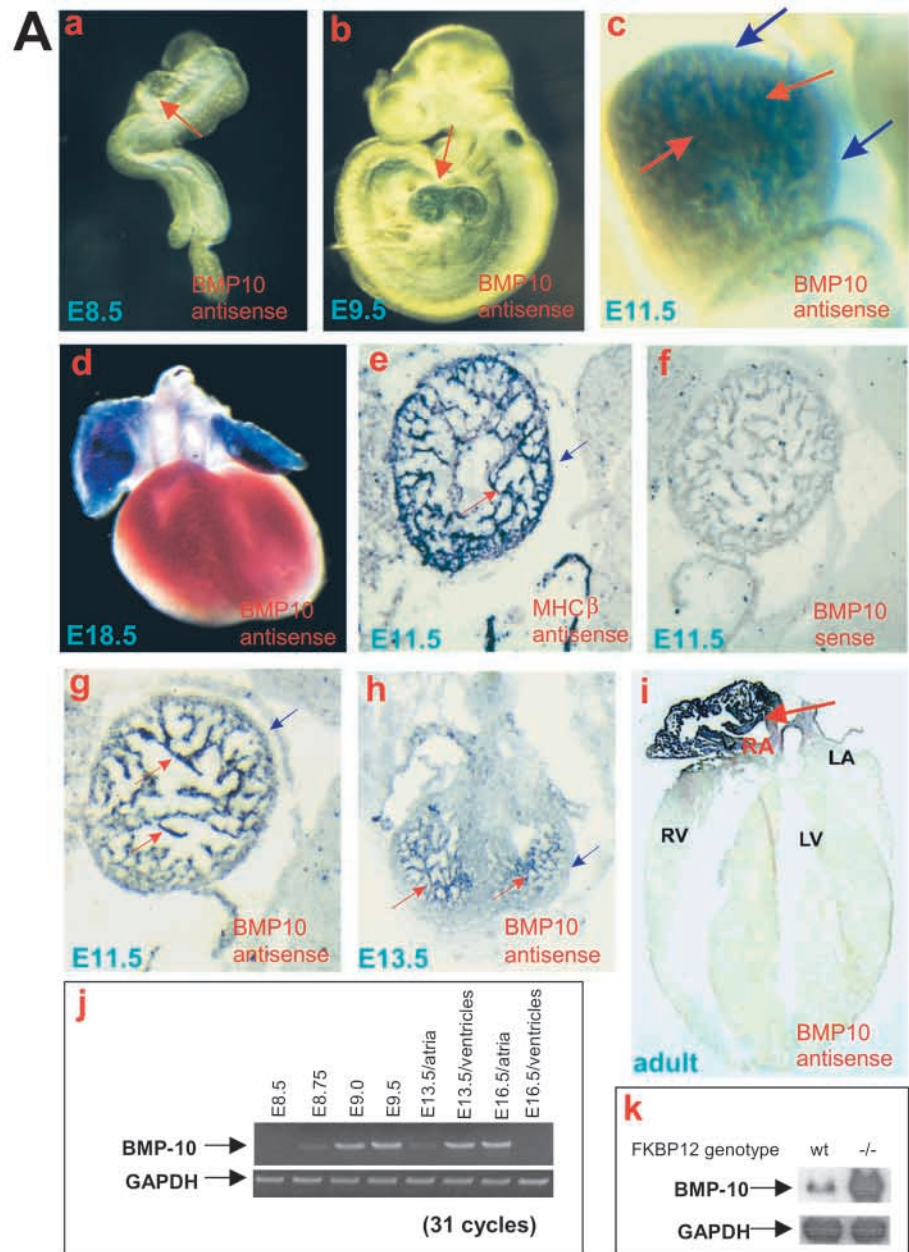 A
a
BMP10
antisense
E8.5
b
BMP10
antisense
E9.5
c
BMP10
antisense
E11.5
d
BMP10
antisense
E18.5
e
MHCβ
antisense
E11.5
f
BMP10
sense
E11.5
g
BMP10
antisense
E11.5
h
BMP10
antisense
E13.5
i
RA
LA
RV
LV
BMP10
antisense
adult
j
E8.5
E8.75
E9.0
E9.5
E13.5/atria
E13.5/ventricles
E16.5/atria
E16.5/ventricles
BMP-10
GAPDH
(31 cycles)
k
FKBP12 genotype wt -/-
BMP-10
GAPDH